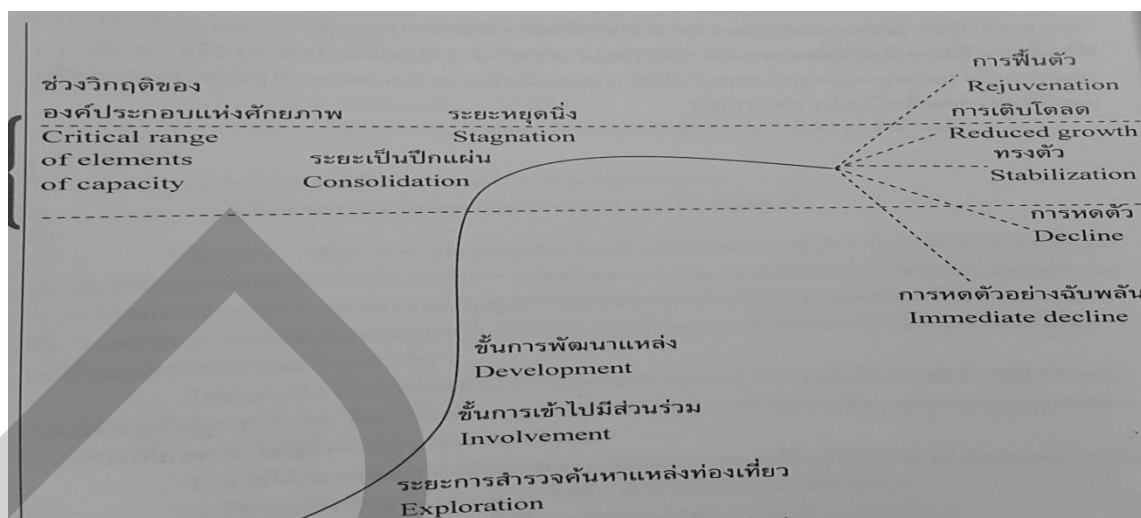 ช่วงวิกฤติของ
องค์ประกอบแห่งศักยภาพ
Critical range
of elements
of capacity
ระยะหยุดนิ่ง
Stagnation
ระยะเป็นปึกแผ่น
Consolidation
การฟื้นตัว
Rejuvenation
การเติบโตลด
Reduced growth
ทรงตัว
Stabilization
การหดตัว
Decline
การหดตัวอย่างฉับพลัน
Immediate decline
ขั้นการพัฒนาแหล่ง
Development
ขั้นการเข้าไปมีส่วนร่วม
Involvement
ระยะการสำรวจค้นหาแหล่งท่องเที่ยว
Exploration